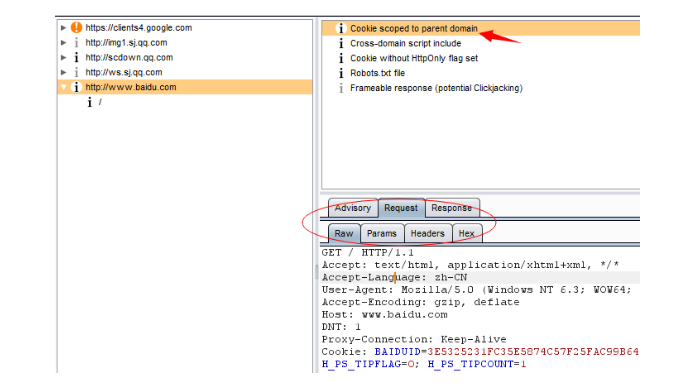 https://clients4.google.com
http://img1.sj.qq.com
http://scdown.qq.com
http://ws.sj.qq.com
http://www.baidu.com
/
Cookie scoped to parent domain
Cross-domain script include
Cookie without HttpOnly flag set
Robots.txt file
Frameable response (potential Clickjacking)
Advisory Request Response
Raw Params Headers Hex
GET / HTTP/1.1
Accept: text/html, application/xhtml+xml, */*
Accept-Language: zh-CN
User-Agent: Mozilla/5.0 (Windows NT 6.3; WOW64;
Accept-Encoding: gzip, deflate
Host: www.baidu.com
DNT: 1
Proxy-Connection: Keep-Alive
Cookie: BAIDUID=3E5325231FC35E5874C57F25FAC99B64
H_PS_TIPFLAG=O; H_PS_TIPCOUNT=1